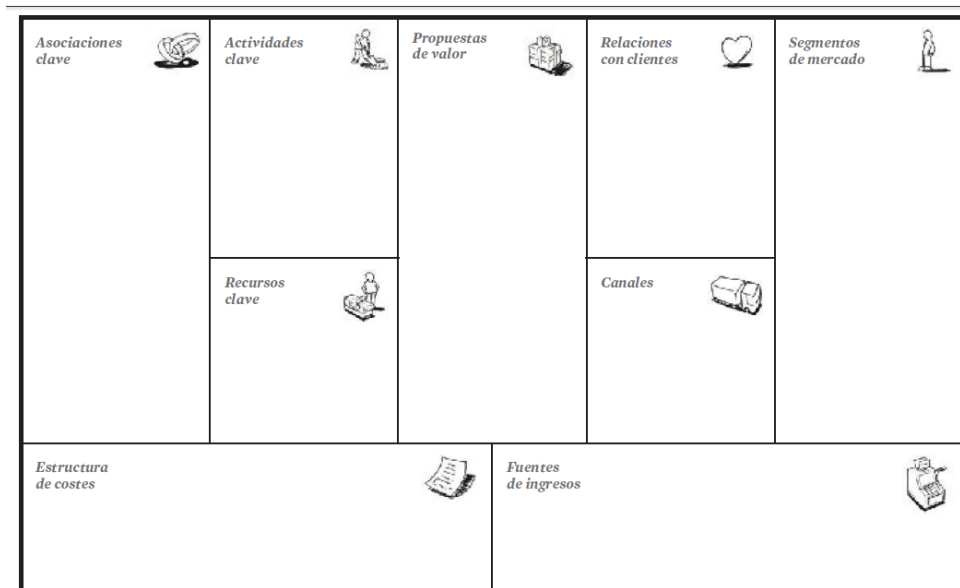 Asociaciones
clave
Actividades
clave
Propuestas
de valor
Relaciones
con clientes
Segmentos
de mercado
Recursos
clave
Canales
Estructura
de costes
Fuentes
de ingresos